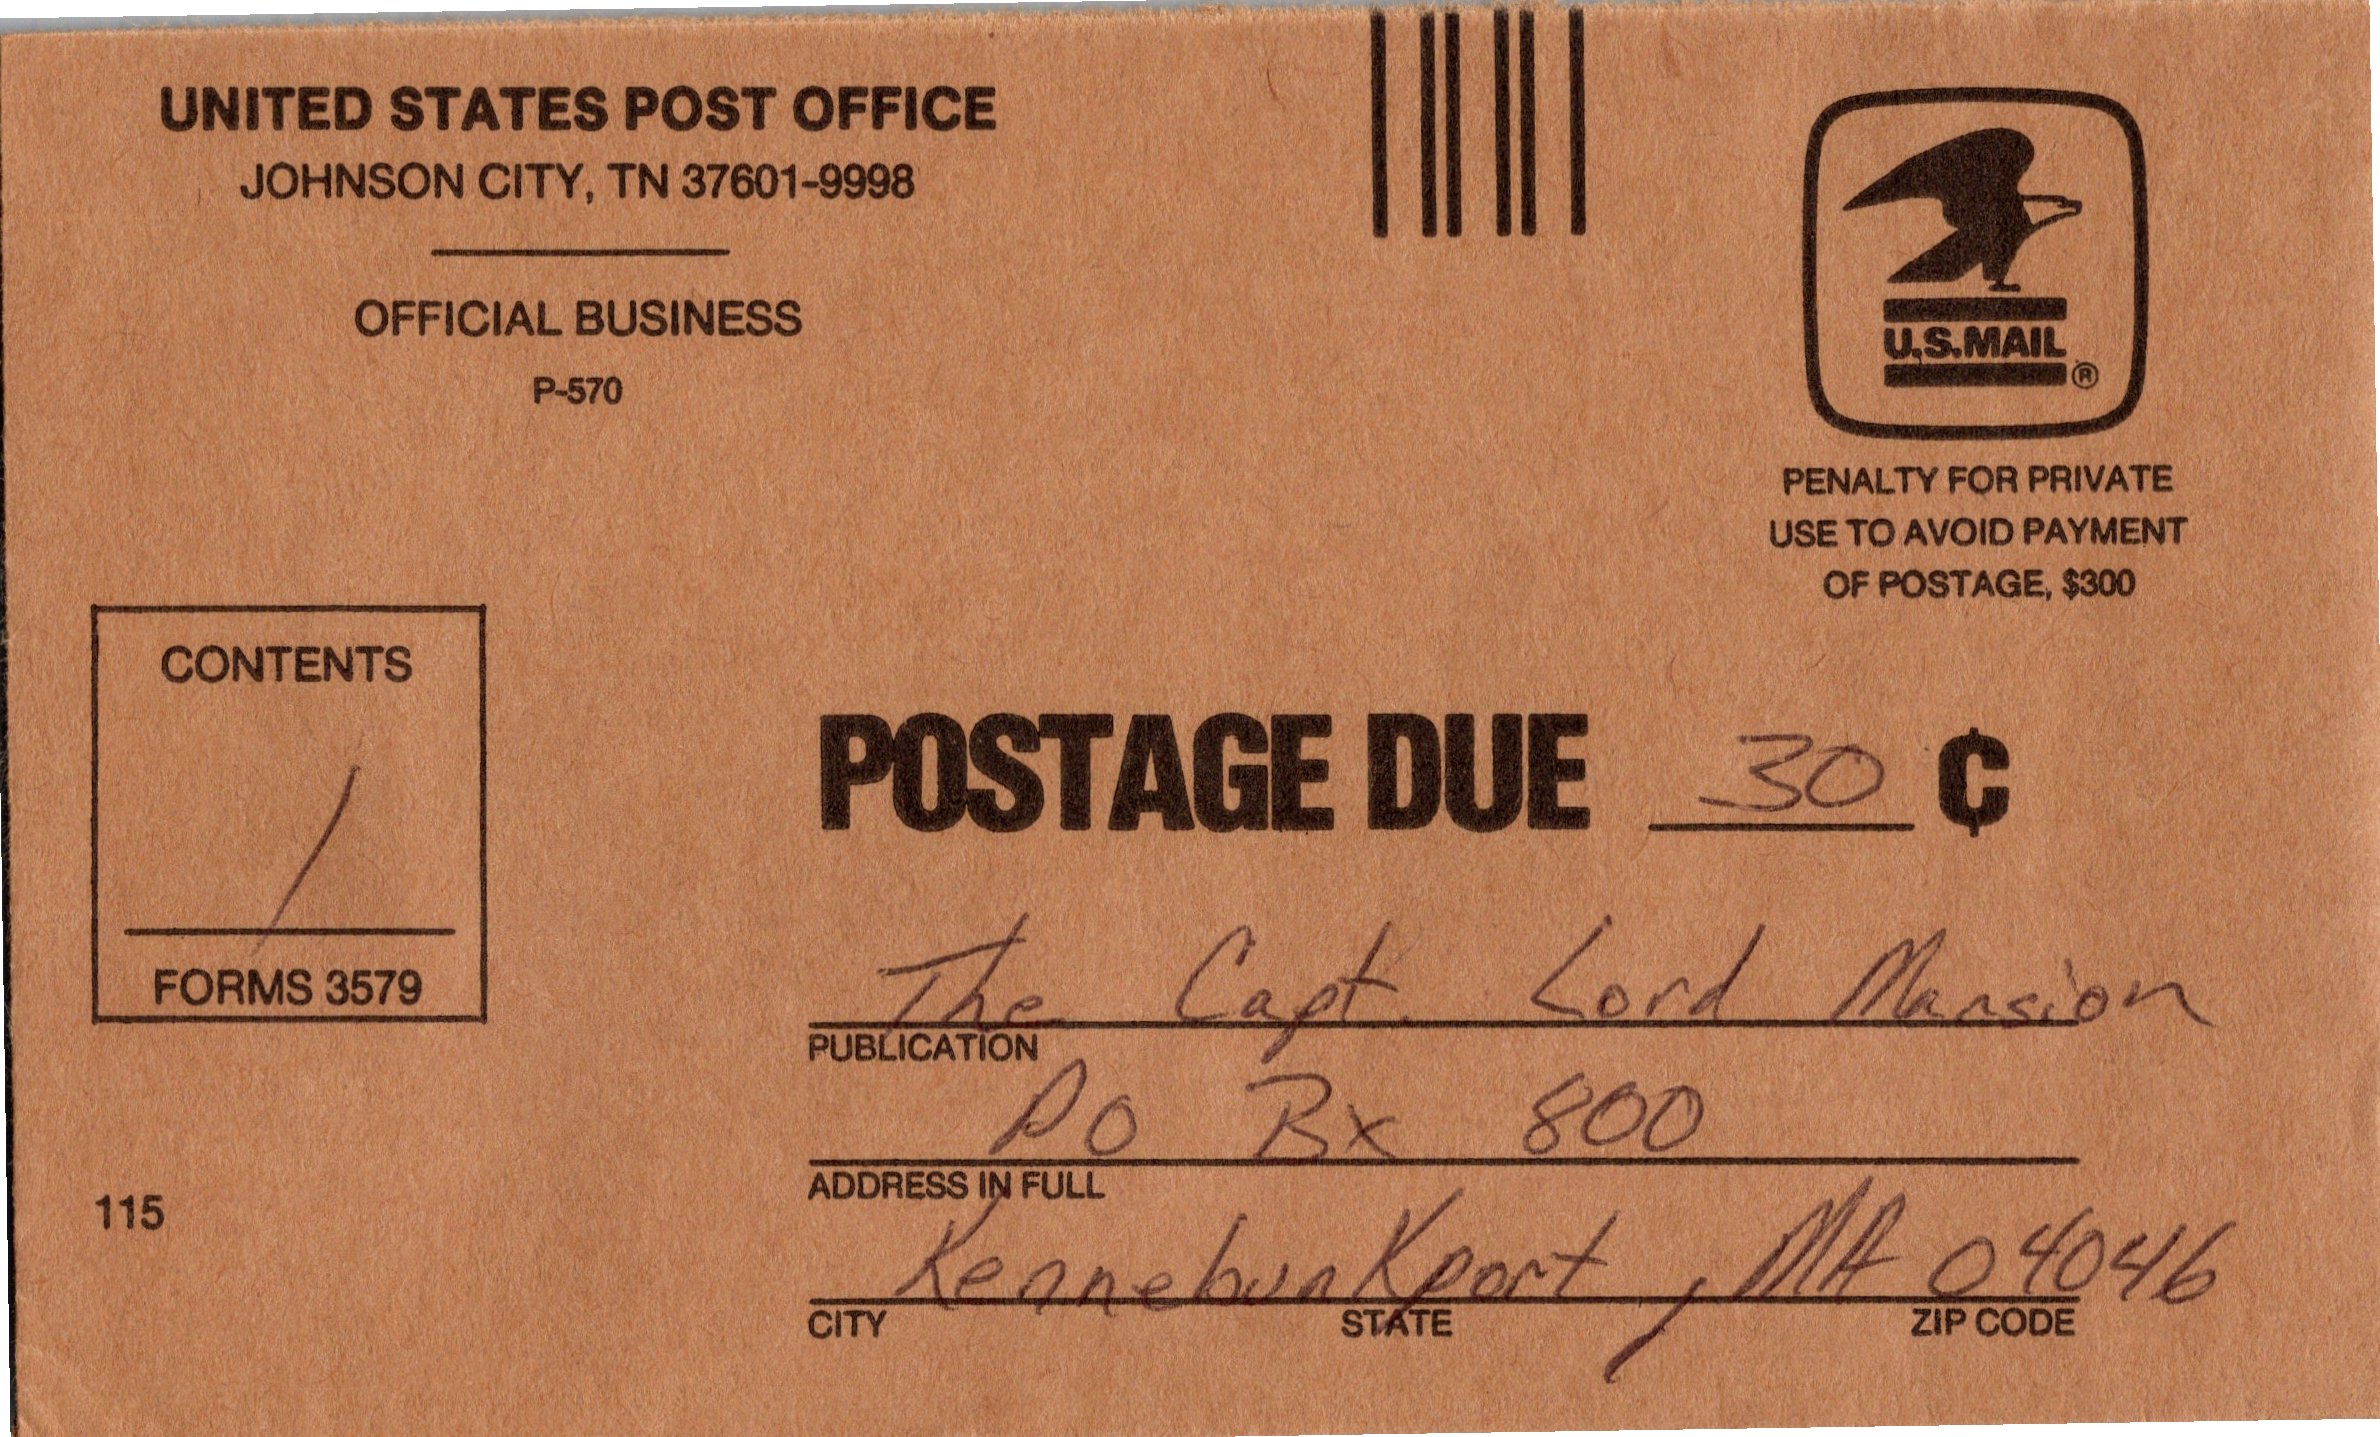 UNITED STATES POST OFFICE
JOHNSON CITY, TN 37601-9998
OFFICIAL BUSINESS
P-570
U.S.MAIL ®
PENALTY FOR PRIVATE
USE TO AVOID PAYMENT
OF POSTAGE, $300
CONTENTS
1
FORMS 3579
POSTAGE DUE 30 ¢
The Capt. Lord Mansion
PUBLICATION
PO Bx 800
ADDRESS IN FULL
115
Kennebunkport, MA 04046
CITY STATE ZIP CODE